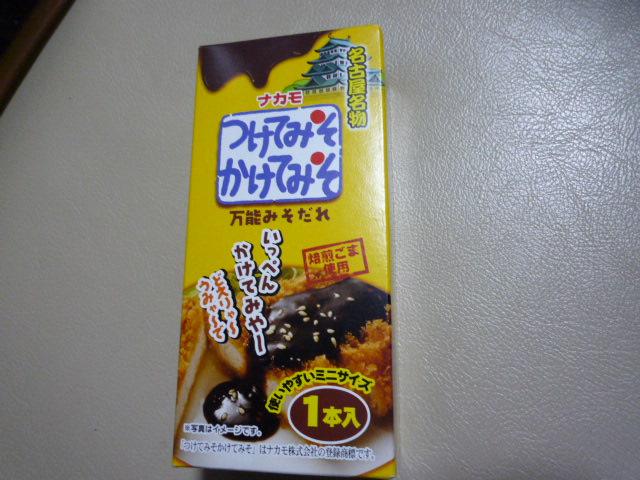 名古屋名物
ナカモ
つけてみそ
かけてみそ
万能みそだれ
焙煎ごま
使用
いっぺん
かけてみやー
どえりゃ～
うみゃーで
使いやすいミニサイズ
1本入
※写真はイメージです。
「つけてみそかけてみそ」はナカモ株式会社の登録商標です。